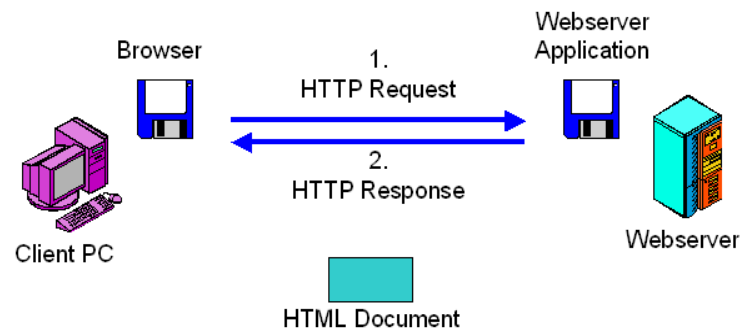 Browser
Webserver
Application
1.
HTTP Request
2.
HTTP Response
Client PC
Webserver
HTML Document